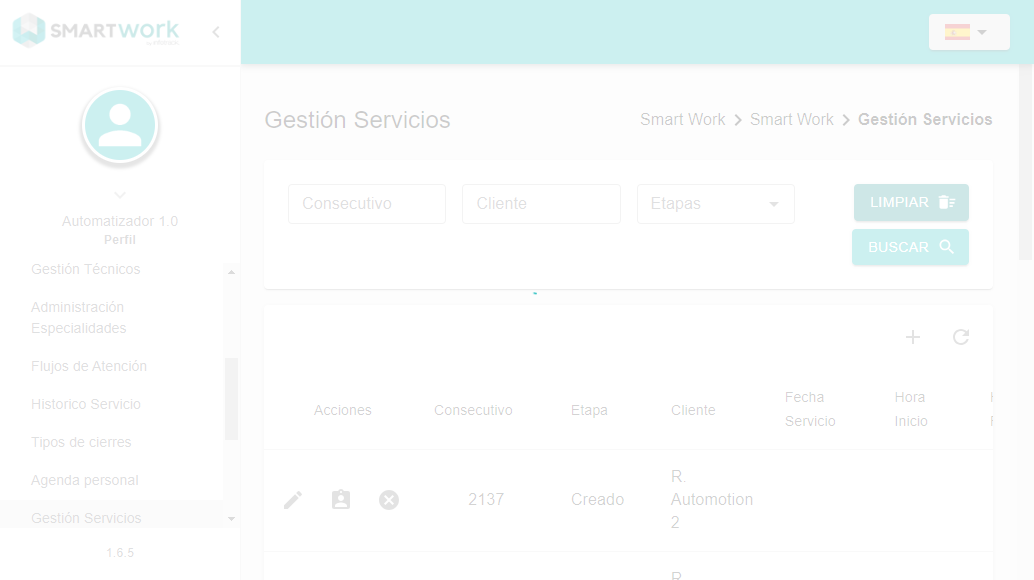 SMARTWORK
Gestión Servicios
Smart Work > Smart Work > Gestión Servicios
Consecutivo
Cliente
Etapas
LIMPIAR
BUSCAR
Automatizador 1.0
Perfil
Gestión Técnicos
Administración
Especialidades
Flujos de Atención
Historico Servicio
Tipos de cierres
Agenda personal
Gestión Servicios
1.6.5
Acciones
Consecutivo
Etapa
Cliente
Fecha
Servicio
Hora
Inicio
2137
Creado
R.
Automotion
2
R.